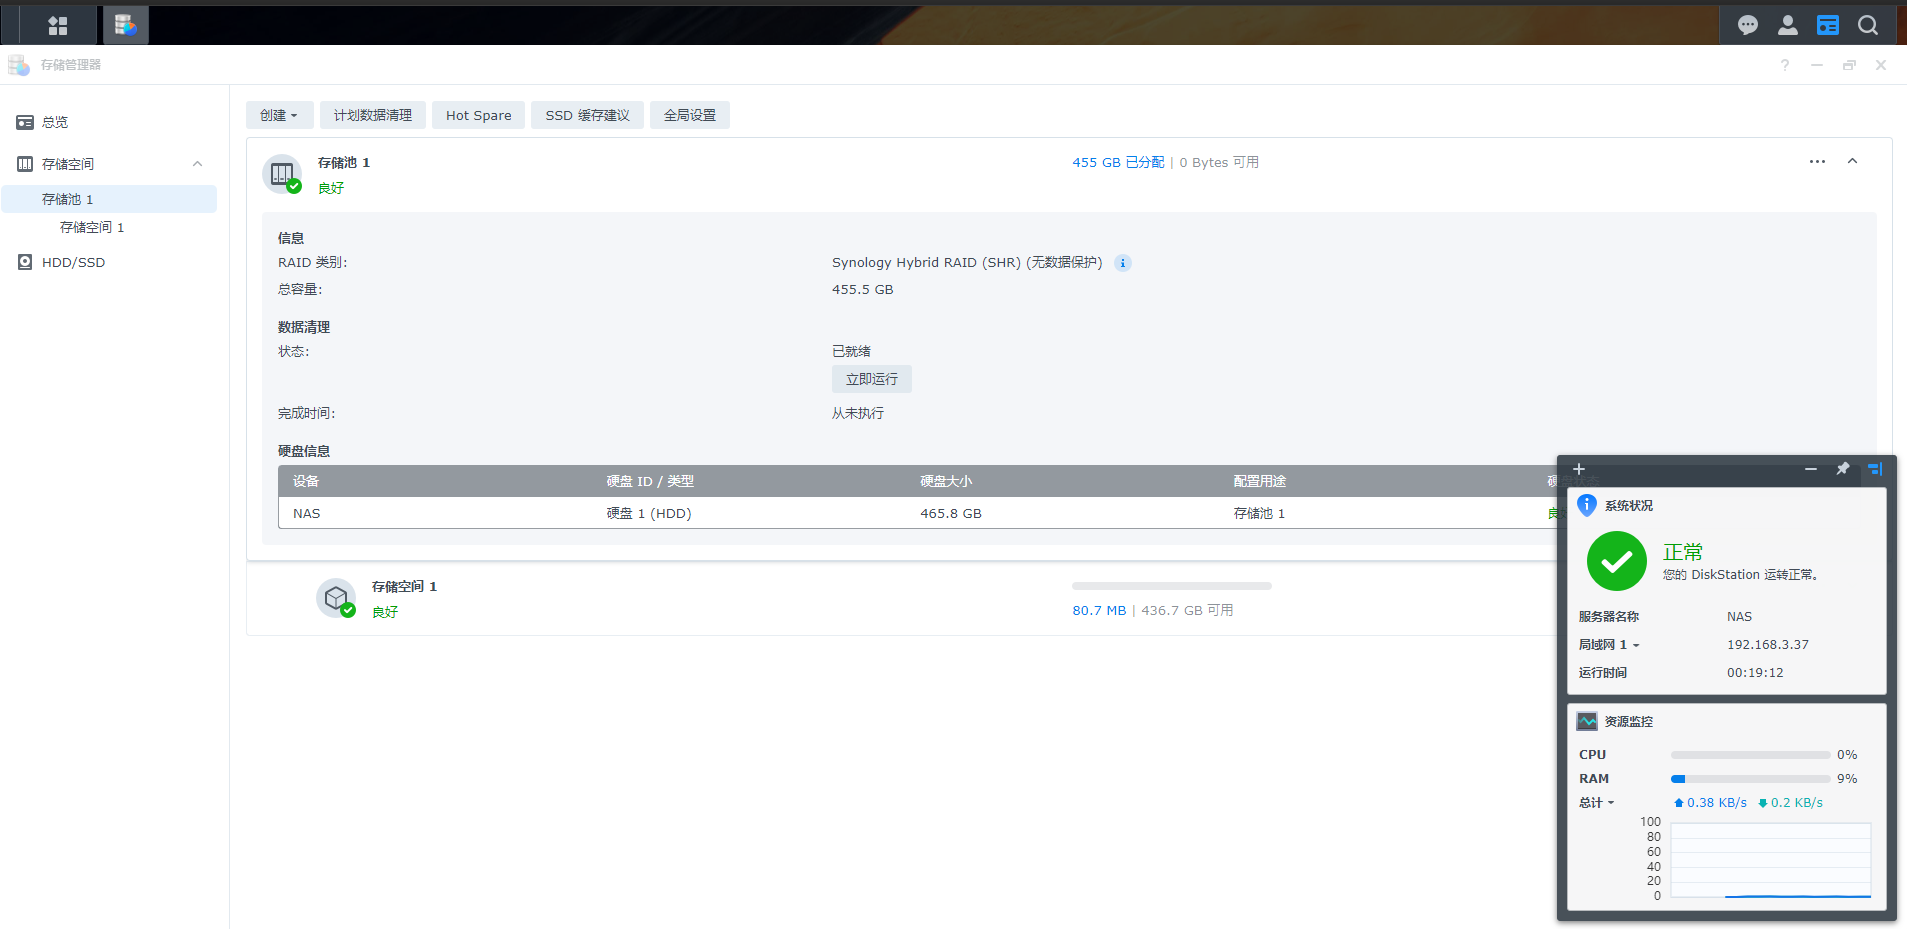 存储管理器
总览
存储空间
存储池 1
存储空间 1
HDD/SSD
创建
计划数据清理
Hot Spare
SSD 缓存建议
全局设置
存储池 1
455 GB 已分配 | 0 Bytes 可用
良好
信息
RAID 类别:
Synology Hybrid RAID (SHR) (无数据保护)
总容量:
455.5 GB
数据清理
状态:
已就绪
立即运行
完成时间:
从未执行
硬盘信息
设备
硬盘 ID / 类型
硬盘大小
配置用途
硬盘状态
NAS
硬盘 1 (HDD)
465.8 GB
存储池 1
良好
存储空间 1
良好
80.7 MB | 436.7 GB 可用
系统状况
正常
您的 DiskStation 运转正常。
服务器名称
NAS
局域网 1
192.168.3.37
运行时间
00:19:12
资源监控
CPU
0%
RAM
9%
总计
0.38 KB/s
0.2 KB/s
100
80
60
40
20
0